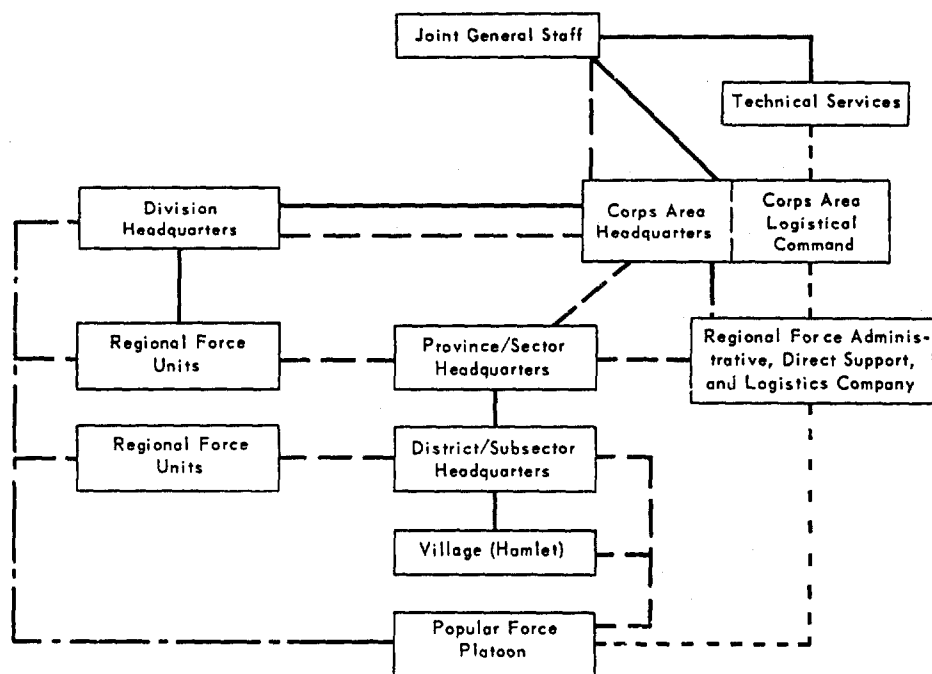 Joint General Staff
Technical Services
Division
Headquarters
Corps Area
Headquarters
Corps Area
Logistical
Command
Regional Force
Units
Province/Sector
Headquarters
Regional Force Adminis-
trative, Direct Support,
and Logistics Company
Regional Force
Units
District/Subsector
Headquarters
Village (Hamlet)
Popular Force
Platoon